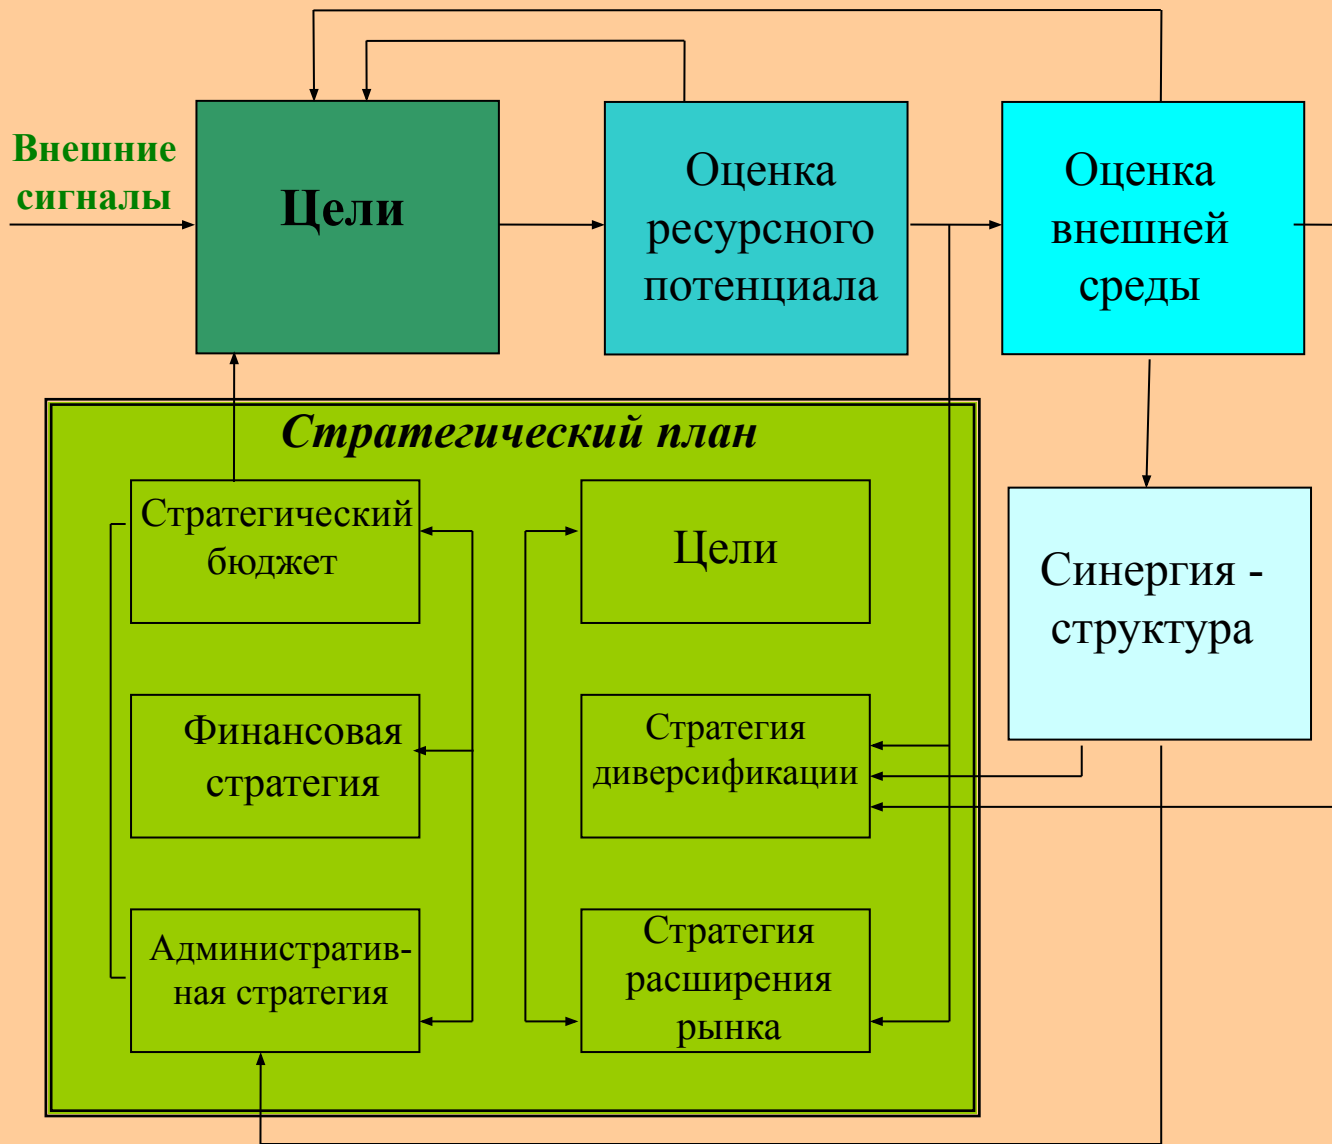 Внешние
сигналы
Цели
Оценка
ресурсного
потенциала
Оценка
внешней
среды
Стратегический план
Стратегический
бюджет
Цели
Синергия -
структура
Финансовая
стратегия
Стратегия
диверсификации
Административ-
ная стратегия
Стратегия
расширения
рынка